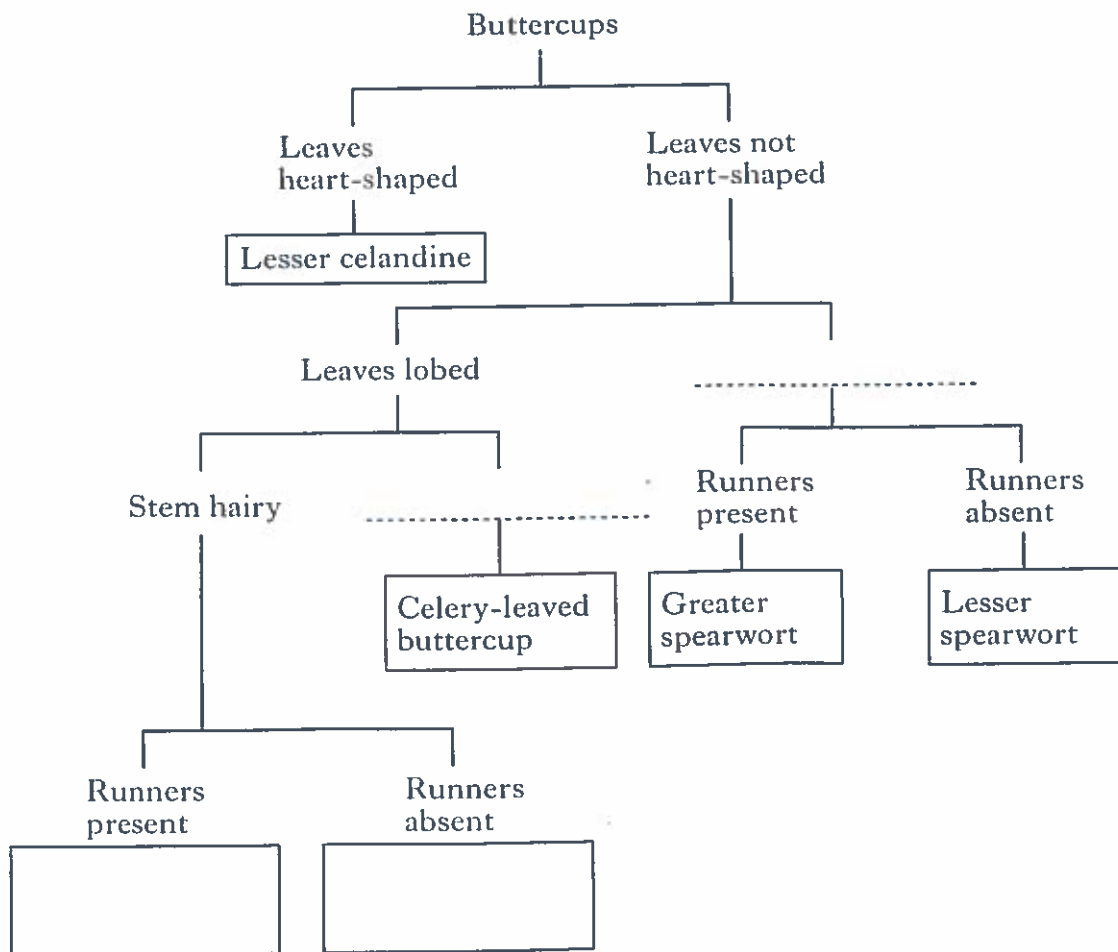 Buttercups
Leaves
heart-shaped
Leaves not
heart-shaped
Lesser celandine
Leaves lobed
Stem hairy
Runners
present
Runners
absent
Celery-leaved
buttercup
Greater
spearwort
Lesser
spearwort
Runners
present
Runners
absent